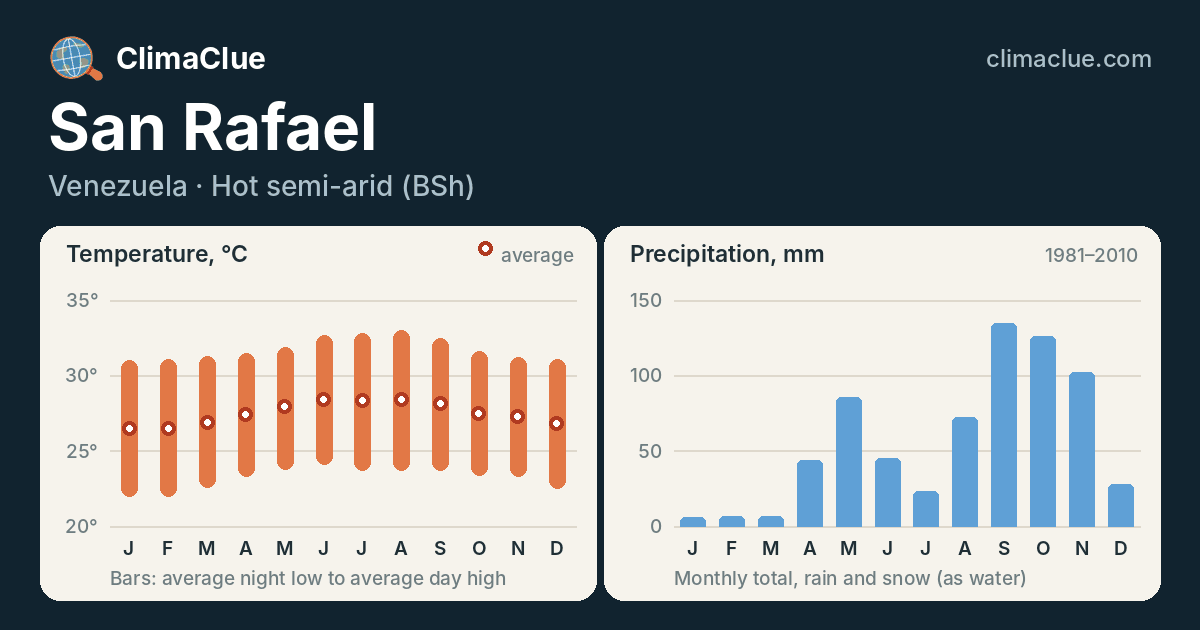 ClimaClue
climaclue.com
San Rafael
Venezuela · Hot semi-arid (BSh)
Temperature, °C
average
35°
30°
25°
20°
J F M A M J J A S O N D
Bars: average night low to average day high
Precipitation, mm
1981–2010
150
100
50
0
J F M A M J J A S O N D
Monthly total, rain and snow (as water)